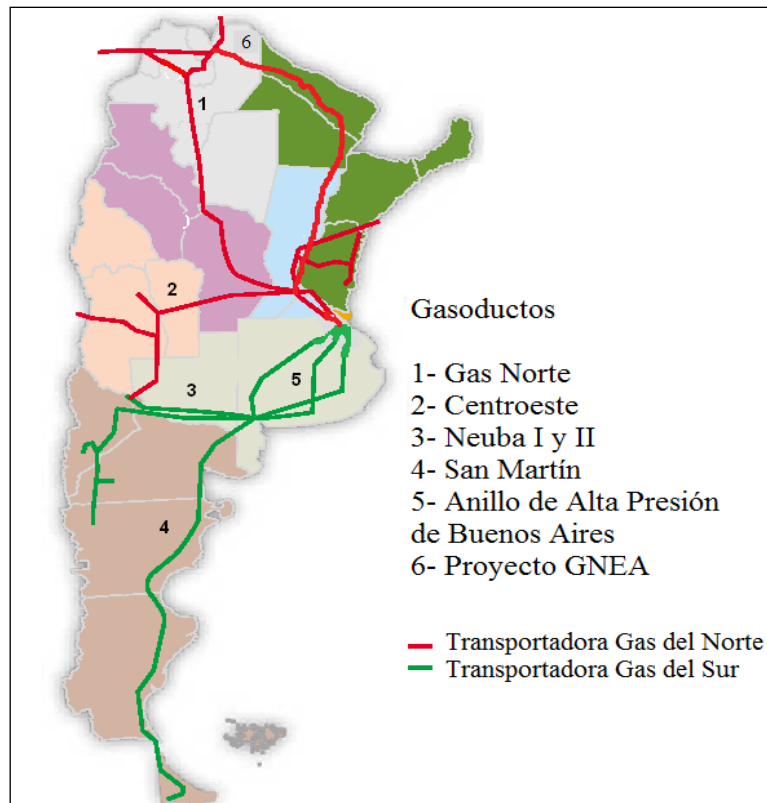 6
1
2
3
5
4
Gasoductos
1- Gas Norte
2- Centroeste
3- Neuba I y II
4- San Martín
5- Anillo de Alta Presión
de Buenos Aires
6- Proyecto GNEA
Transportadora Gas del Norte
Transportadora Gas del Sur